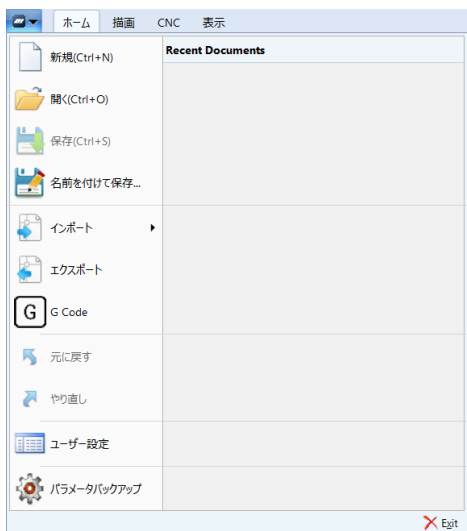 ホーム 描画 CNC 表示
新規(Ctrl+N)
Recent Documents
開く(Ctrl+O)
保存(Ctrl+S)
名前を付けて保存...
インポート
エクスポート
G G Code
元に戻す
やり直し
ユーザー設定
パラメータバックアップ
Exit